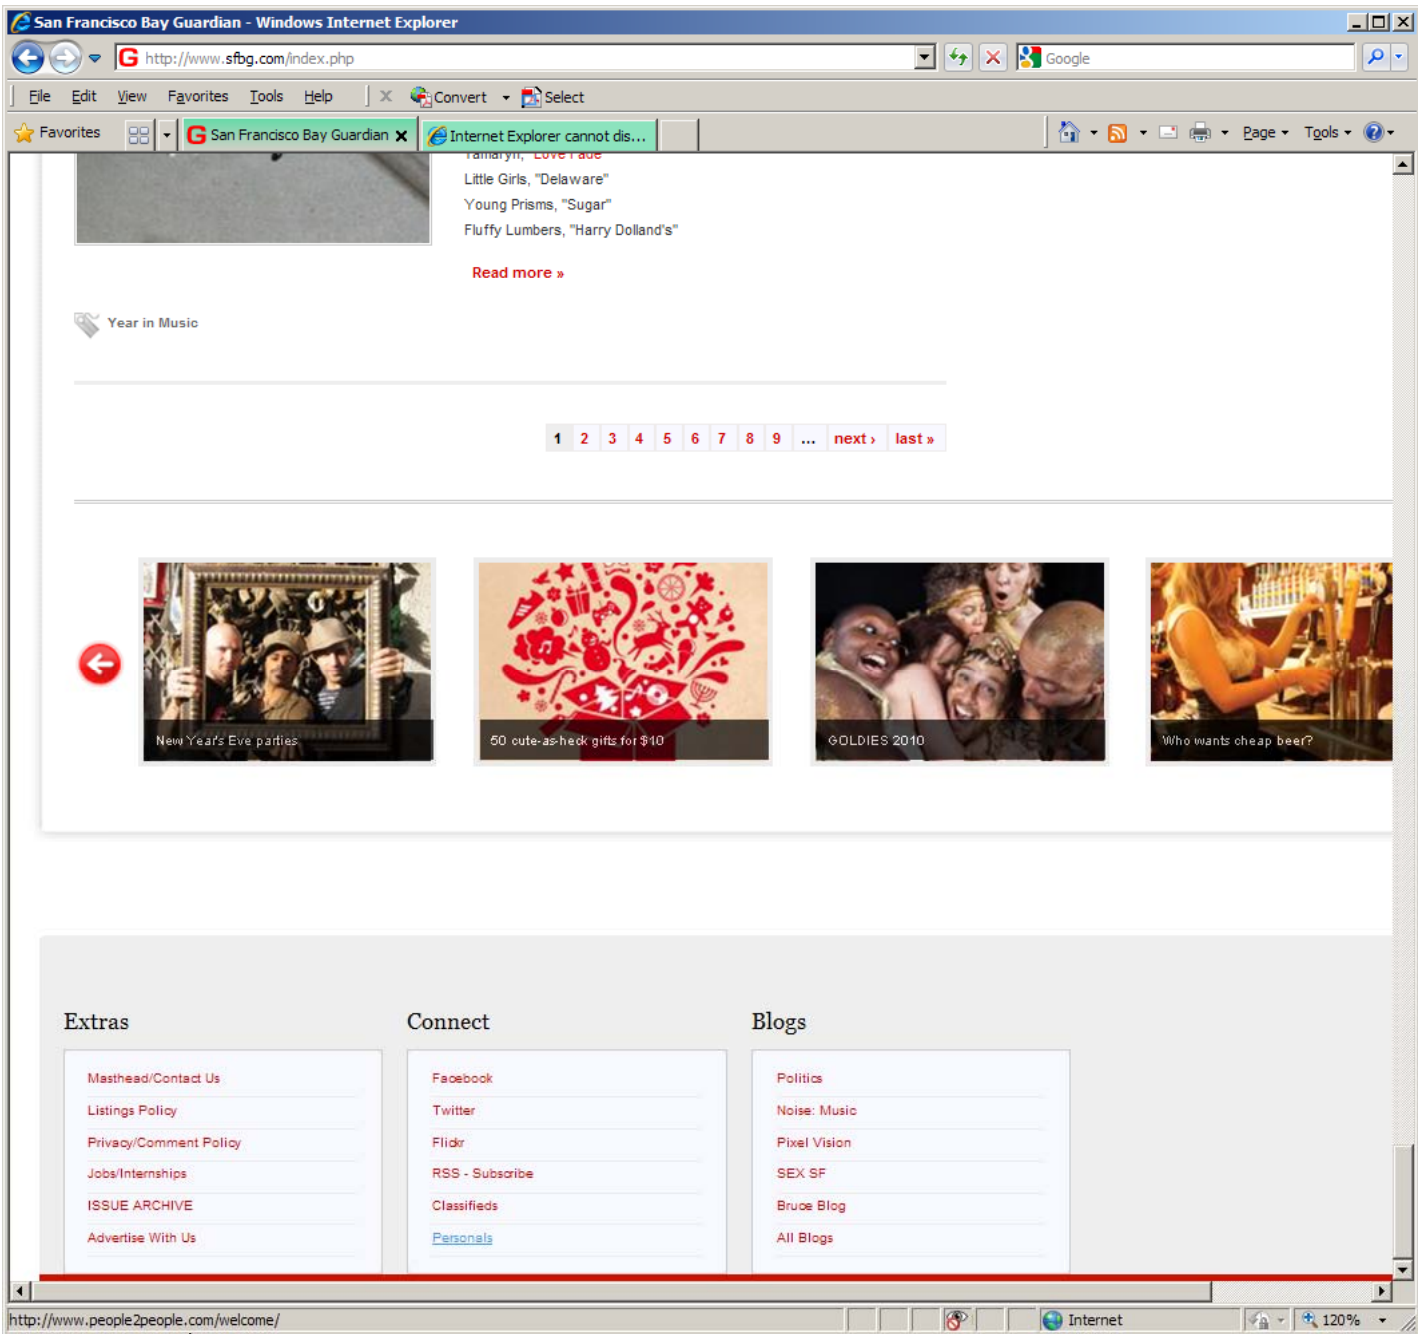 San Francisco Bay Guardian - Windows Internet Explorer
http://www.sfbg.com/index.php
Google
File Edit View Favorites Tools Help Convert Select
Favorites San Francisco Bay Guardian Internet Explorer cannot dis... Page Tools
Tamaryn, "Love Fade"
Little Girls, "Delaware"
Young Prisms, "Sugar"
Fluffy Lumbers, "Harry Dolland's"
Read more »
Year in Music
1 2 3 4 5 6 7 8 9 ... next › last »
New Year's Eve parties
50 cute-as-heck gifts for $10
GOLDIES 2010
Who wants cheap beer?
Extras
Masthead/Contact Us
Listings Policy
Privacy/Comment Policy
Jobs/Internships
ISSUE ARCHIVE
Advertise With Us
Connect
Facebook
Twitter
Flickr
RSS - Subscribe
Classifieds
Personals
Blogs
Politics
Noise: Music
Pixel Vision
SEX SF
Bruce Blog
All Blogs
http://www.people2people.com/welcome/
Internet
120%